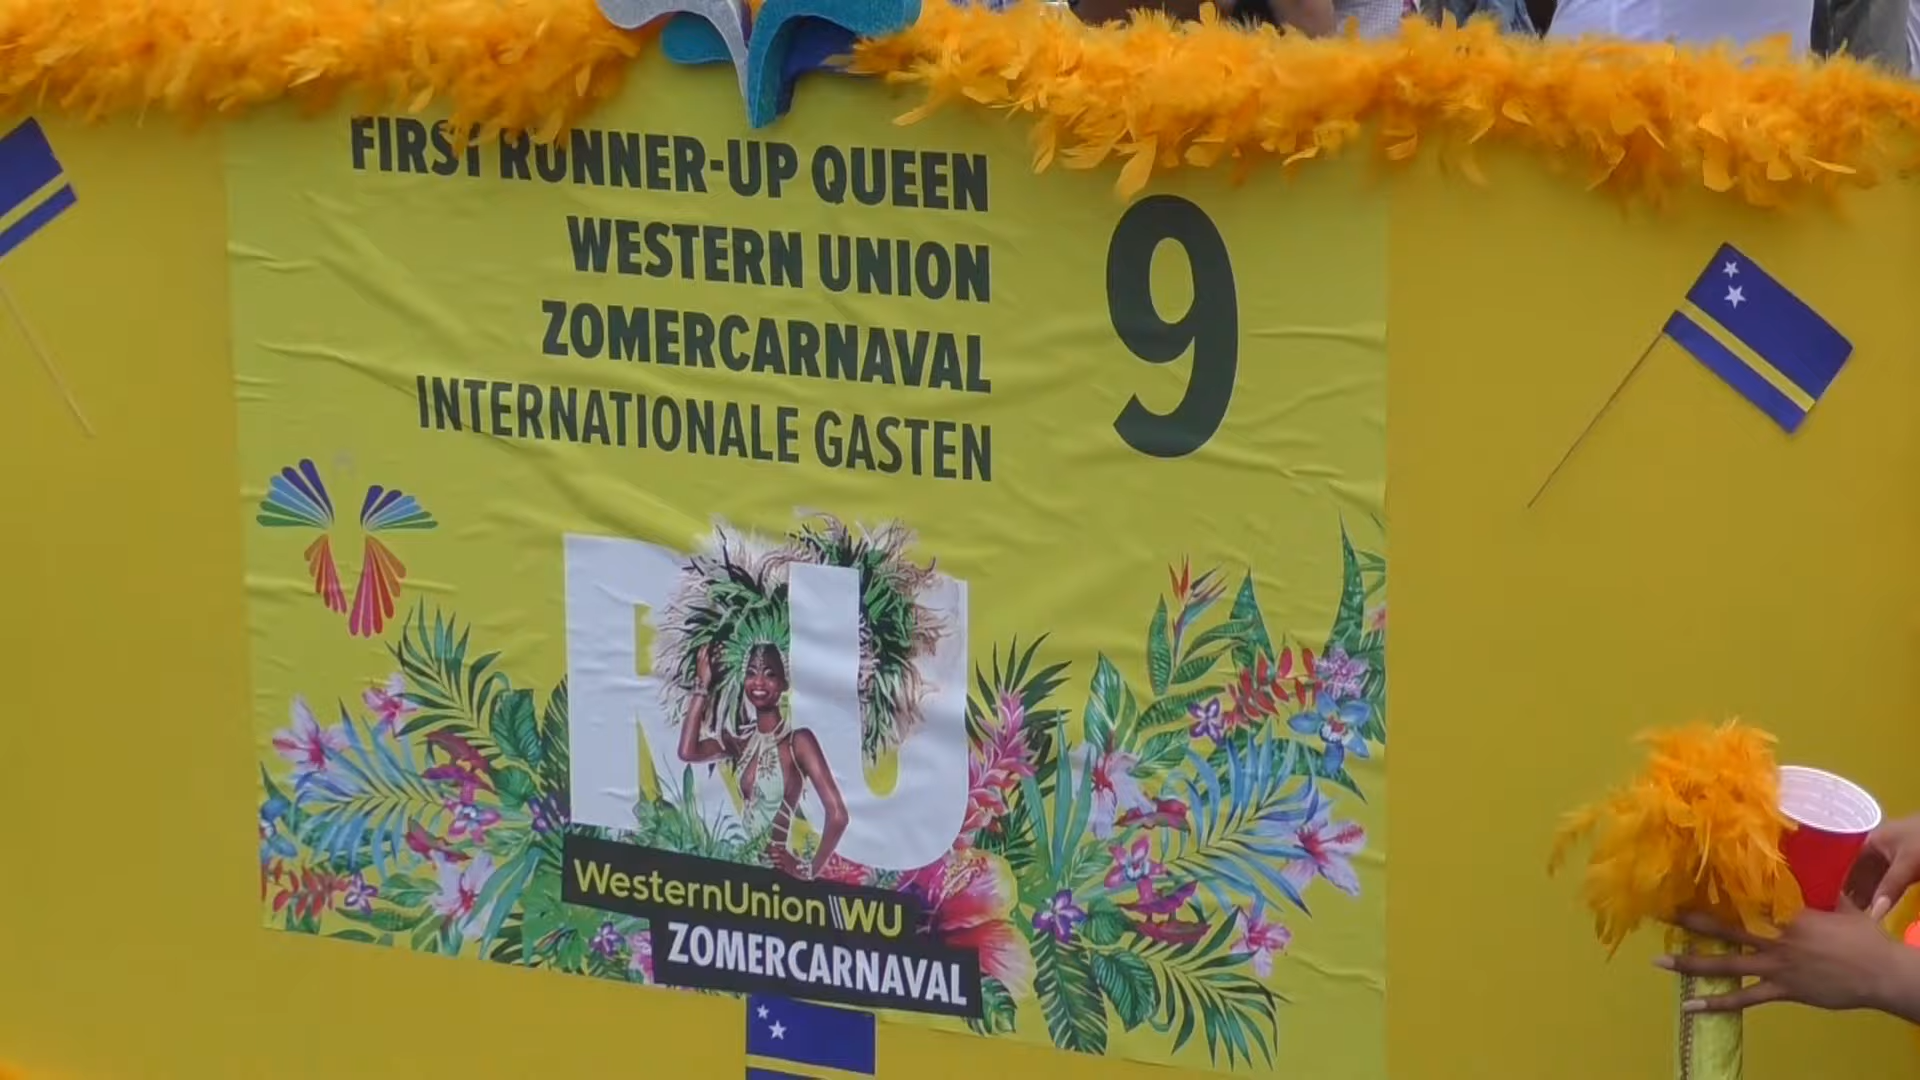 FIRST RUNNER-UP QUEEN
WESTERN UNION
ZOMERCARNAVAL
INTERNATIONALE GASTEN
9
RU
WesternUnion WU
ZOMERCARNAVAL